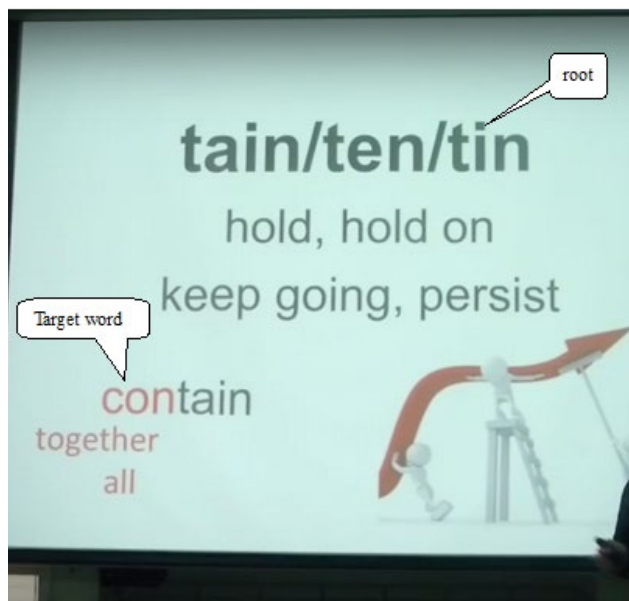 root
tain/ten/tin
hold, hold on
keep going, persist
Target word
contain
together
all